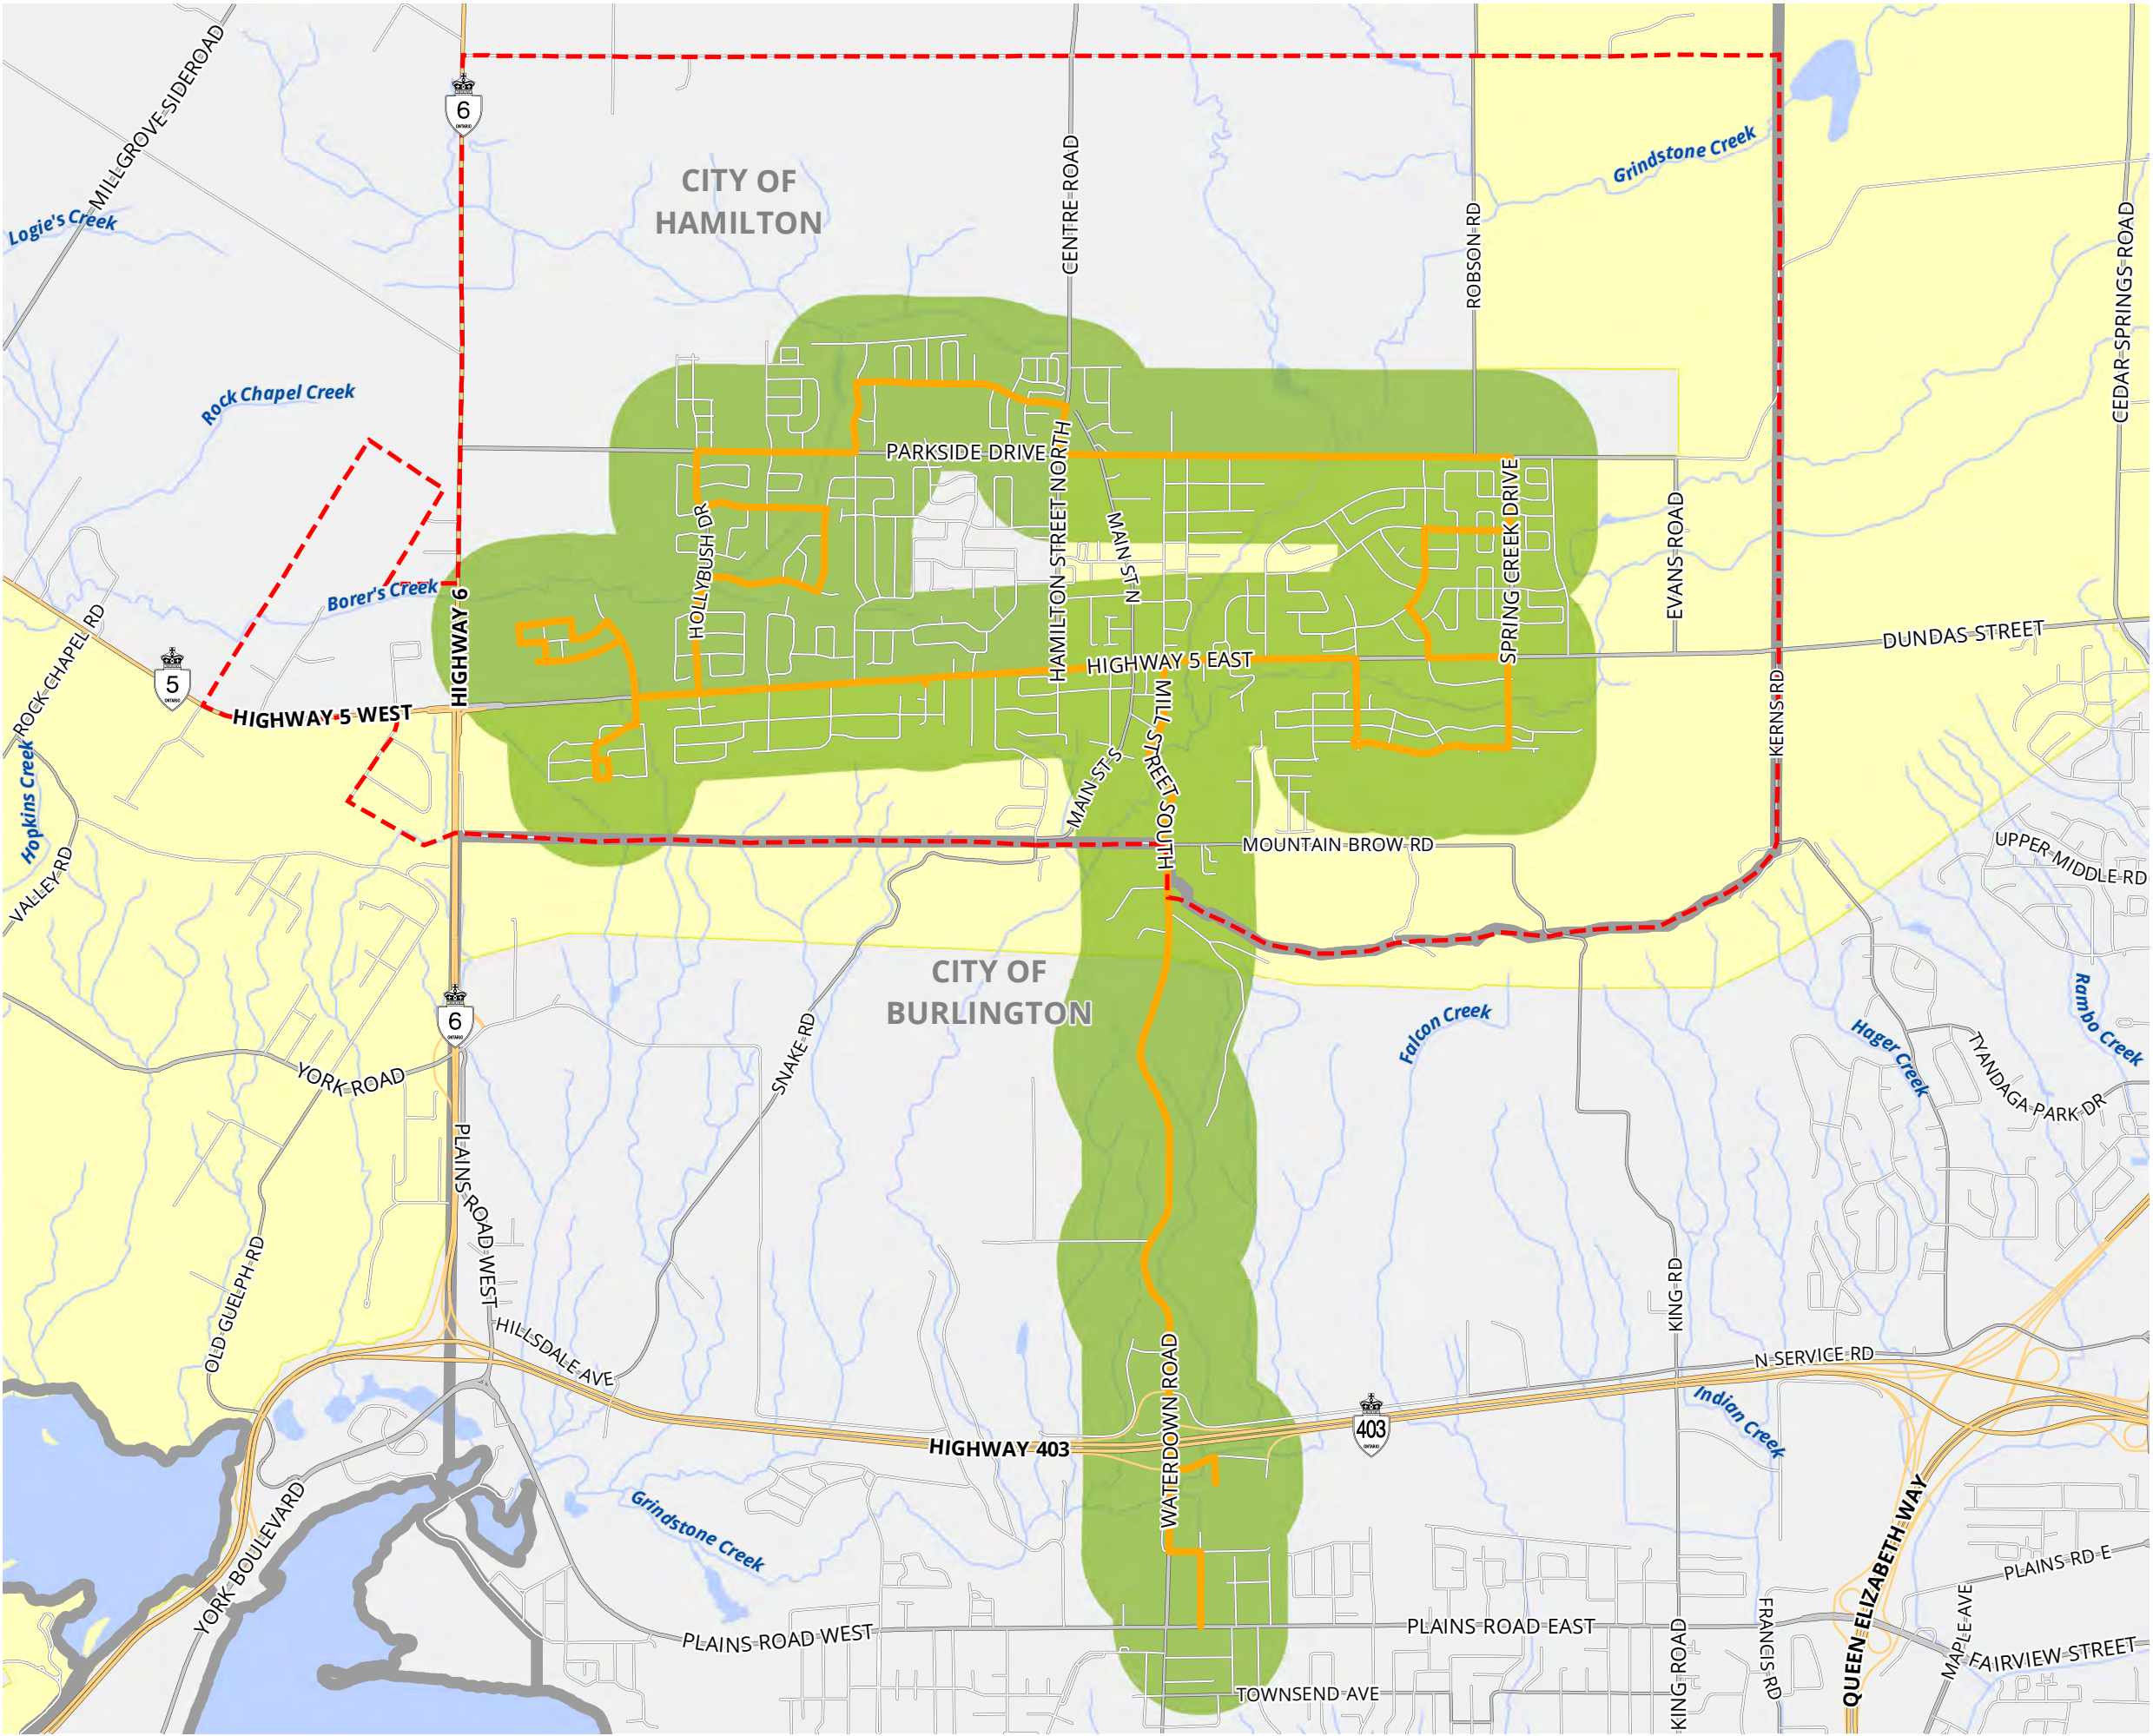 MILLGROVE SIDEROAD
6
ONTARIO
CITY OF
HAMILTON
CENTRE ROAD
ROBSON RD
Grindstone Creek
CEDAR SPRINGS ROAD
Logie's Creek
Rock Chapel Creek
PARKSIDE DRIVE
HAMILTON STREET NORTH
MAIN ST N
HOLLYBUSH DR
SPRING CREEK DRIVE
EVANS ROAD
Borer's Creek
HIGHWAY 6
ROCK CHAPEL RD
5
ONTARIO
HIGHWAY 5 WEST
HIGHWAY 5 EAST
DUNDAS STREET
KERNS RD
MILL STREET SOUTH
MAIN ST S
Hopkins Creek
VALLEY RD
MOUNTAIN BROW RD
UPPER MIDDLE RD
CITY OF
BURLINGTON
6
ONTARIO
YORK ROAD
SNAKE RD
Falcon Creek
Hager Creek
Rambo Creek
TYANDAGA PARK DR
PLAINS ROAD WEST
OLD GUELPH RD
HILLSDALE AVE
KING RD
WATERDOWN ROAD
N SERVICE RD
HIGHWAY 403
403
ONTARIO
Indian Creek
Grindstone Creek
YORK BOULEVARD
QUEEN ELIZABETH WAY
PLAINS RD E
PLAINS ROAD WEST
PLAINS ROAD EAST
KING ROAD
FRANCIS RD
MAPLE AVE
FAIRVIEW STREET
TOWNSEND AVE